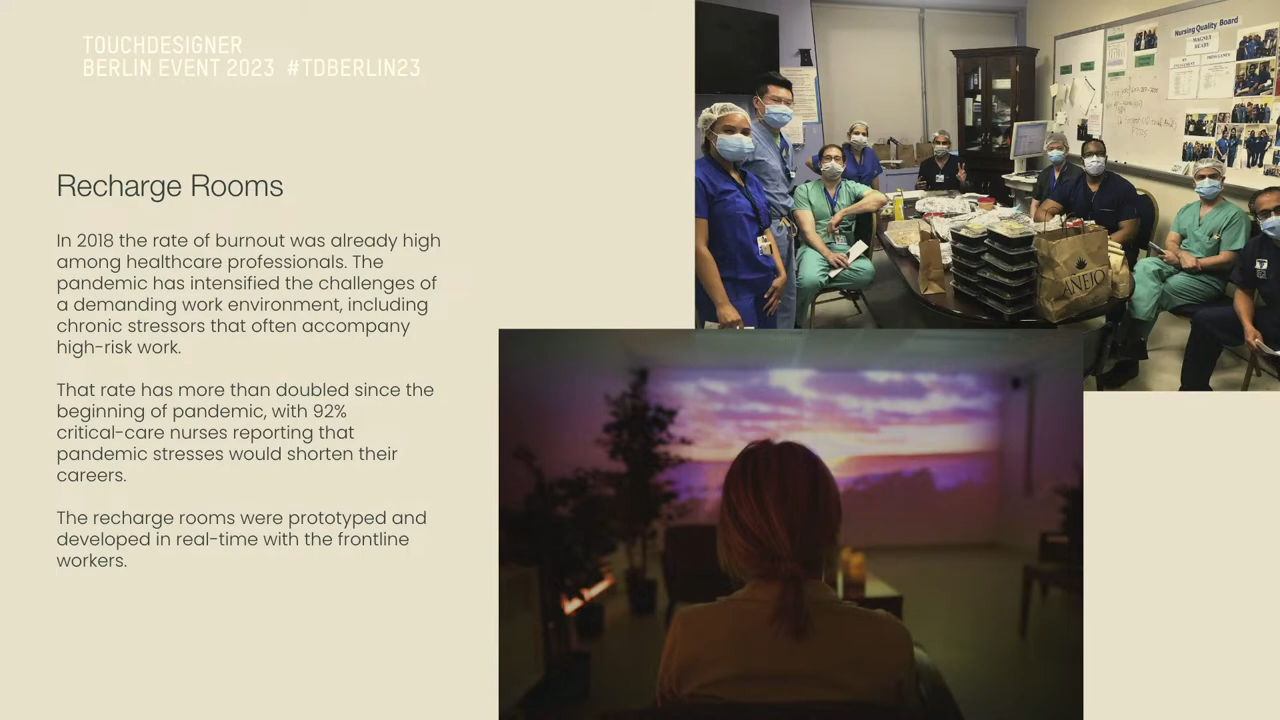 TOUCHDESIGNER
BERLIN EVENT 2023 #TDBERLIN23
Recharge Rooms
In 2018 the rate of burnout was already high
among healthcare professionals. The
pandemic has intensified the challenges of
a demanding work environment, including
chronic stressors that often accompany
high-risk work.
That rate has more than doubled since the
beginning of pandemic, with 92%
critical-care nurses reporting that
pandemic stresses would shorten their
careers.
The recharge rooms were prototyped and
developed in real-time with the frontline
workers.
Nursing Quality Board
MAGNET
READY
AÑEJO